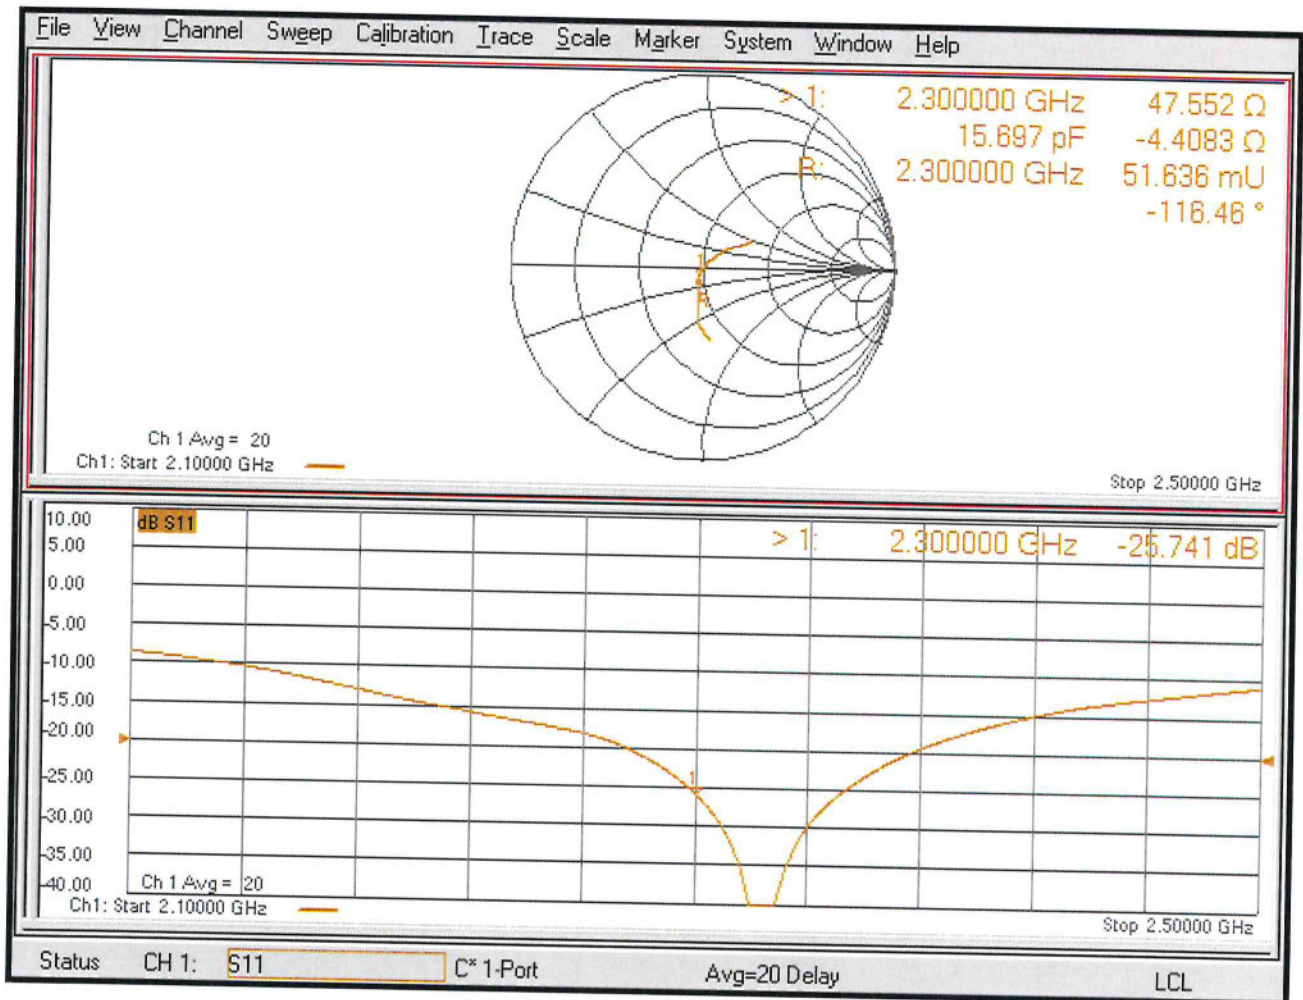 File View Channel Sweep Calibration Trace Scale Marker System Window Help
> 1: 2.300000 GHz 47.552 Ω
15.697 pF -4.4083 Ω
R: 2.300000 GHz 51.636 mU
-116.46 °
1
R
Ch 1 Avg = 20
Ch1: Start 2.10000 GHz
Stop 2.50000 GHz
10.00
dB S11
> 1: 2.300000 GHz -25.741 dB
5.00
0.00
-5.00
-10.00
-15.00
-20.00
-25.00
1
-30.00
-35.00
-40.00
Ch 1 Avg = 20
Ch1: Start 2.10000 GHz
Stop 2.50000 GHz
Status CH 1: S11 C* 1-Port Avg=20 Delay LCL